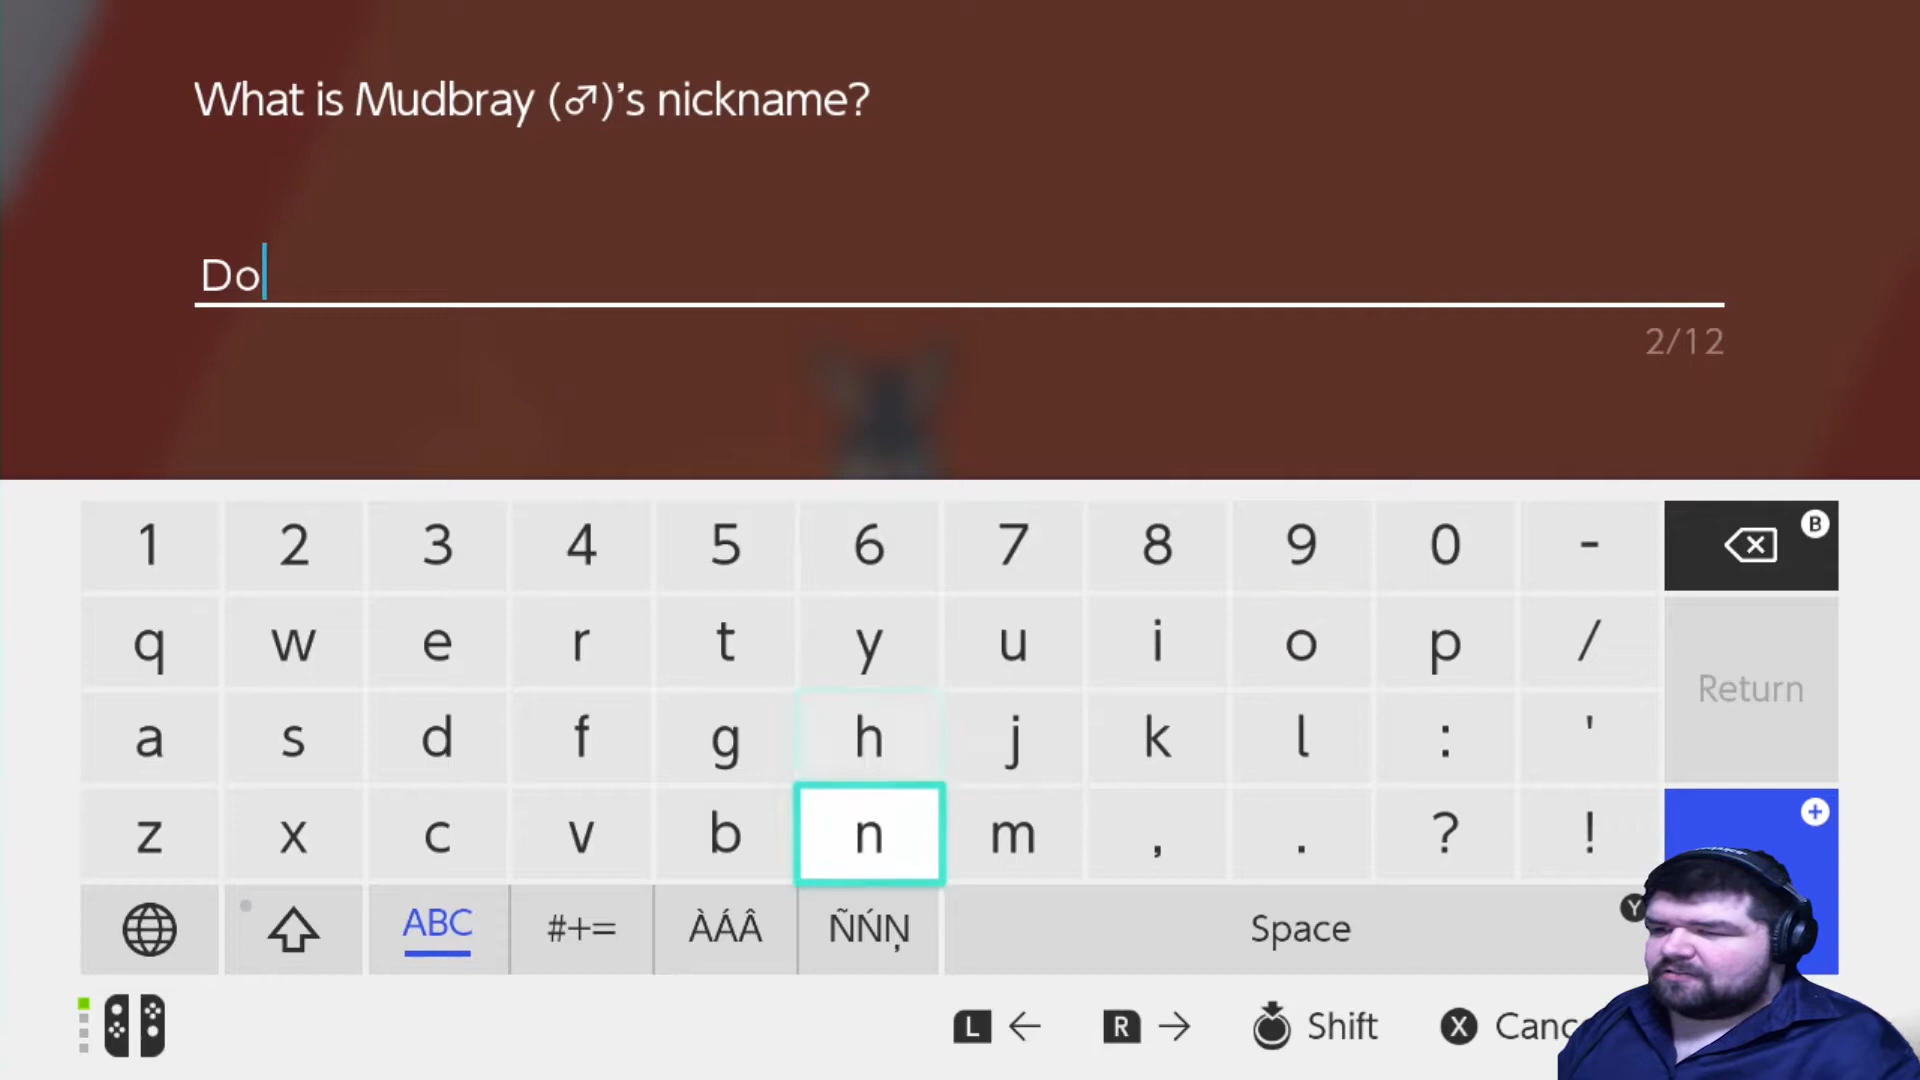 What is Mudbray (♂)'s nickname?
Do
2/12
1 2 3 4 5 6 7 8 9 0 - B
q w e r t y u i o p / Return
a s d f g h j k l : '
z x c v b n m , . ? ! +
ABC #+= ÀÁÂ ÑŃŅ Space Y
L ← R → Shift X Canc